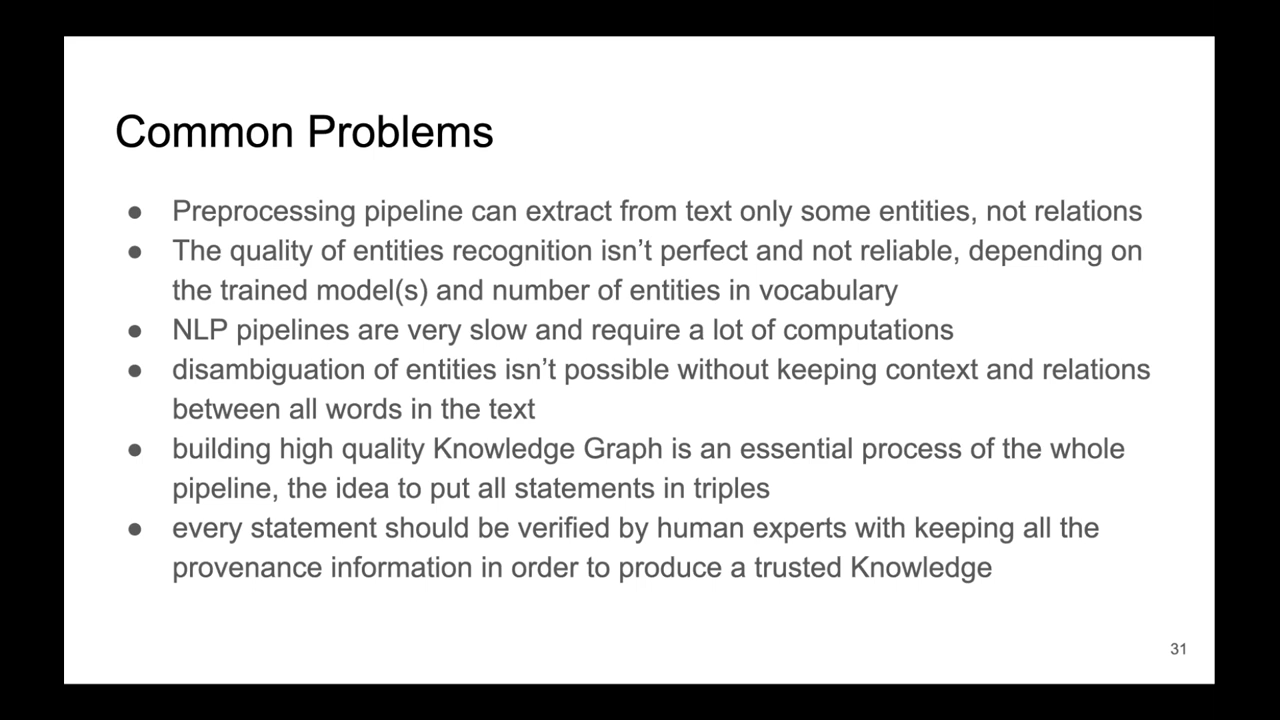 Common Problems
● Preprocessing pipeline can extract from text only some entities, not relations
● The quality of entities recognition isn’t perfect and not reliable, depending on
the trained model(s) and number of entities in vocabulary
● NLP pipelines are very slow and require a lot of computations
● disambiguation of entities isn’t possible without keeping context and relations
between all words in the text
● building high quality Knowledge Graph is an essential process of the whole
pipeline, the idea to put all statements in triples
● every statement should be verified by human experts with keeping all the
provenance information in order to produce a trusted Knowledge
31